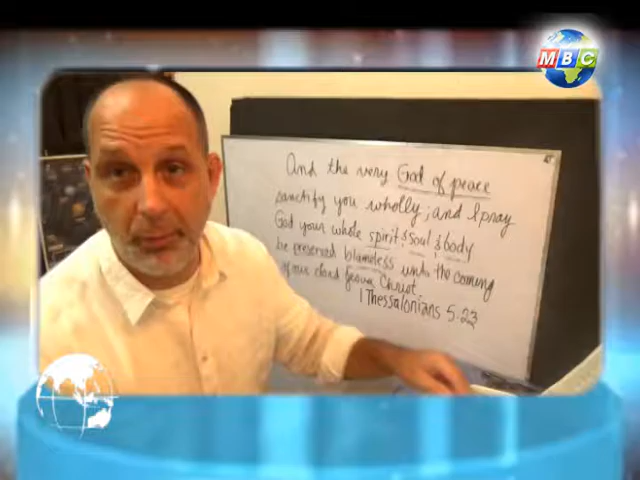 MBC
And the very God of peace
sanctify you wholly; and I pray
God your whole spirit & soul & body
be preserved blameless unto the coming
of our Lord Jesus Christ.
1 Thessalonians 5:23